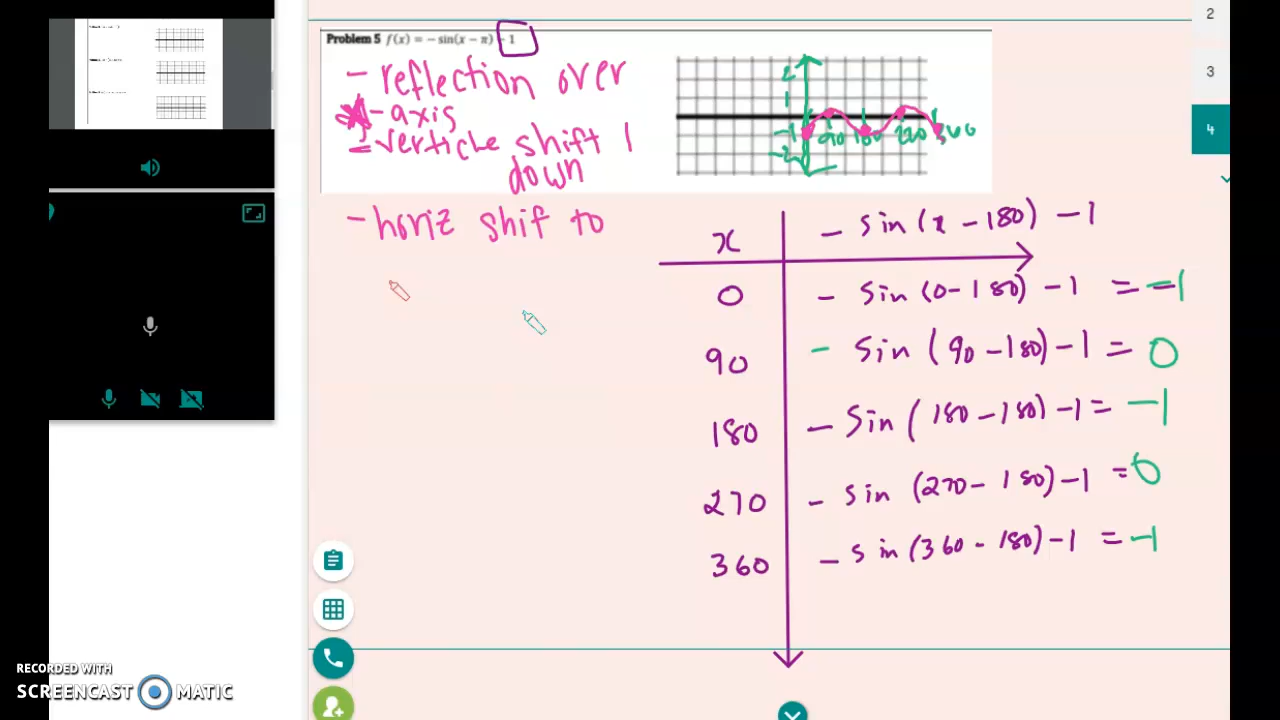 2
3
4
Problem 5 f(x) = − sin(x − π) − 1
- reflection over
x-axis
- verticle shift 1
down
- horiz shif to
2
1
-1
-2
90 180 360
x
- sin(x - 180) - 1
0
- sin(0 - 180) - 1 = -1
90
- sin(90 - 180) - 1 = 0
180
- sin(180 - 180) - 1 = -1
270
- sin(270 - 180) - 1 = 0
360
- sin(360 - 180) - 1 = -1
RECORDED WITH
SCREENCAST MATIC